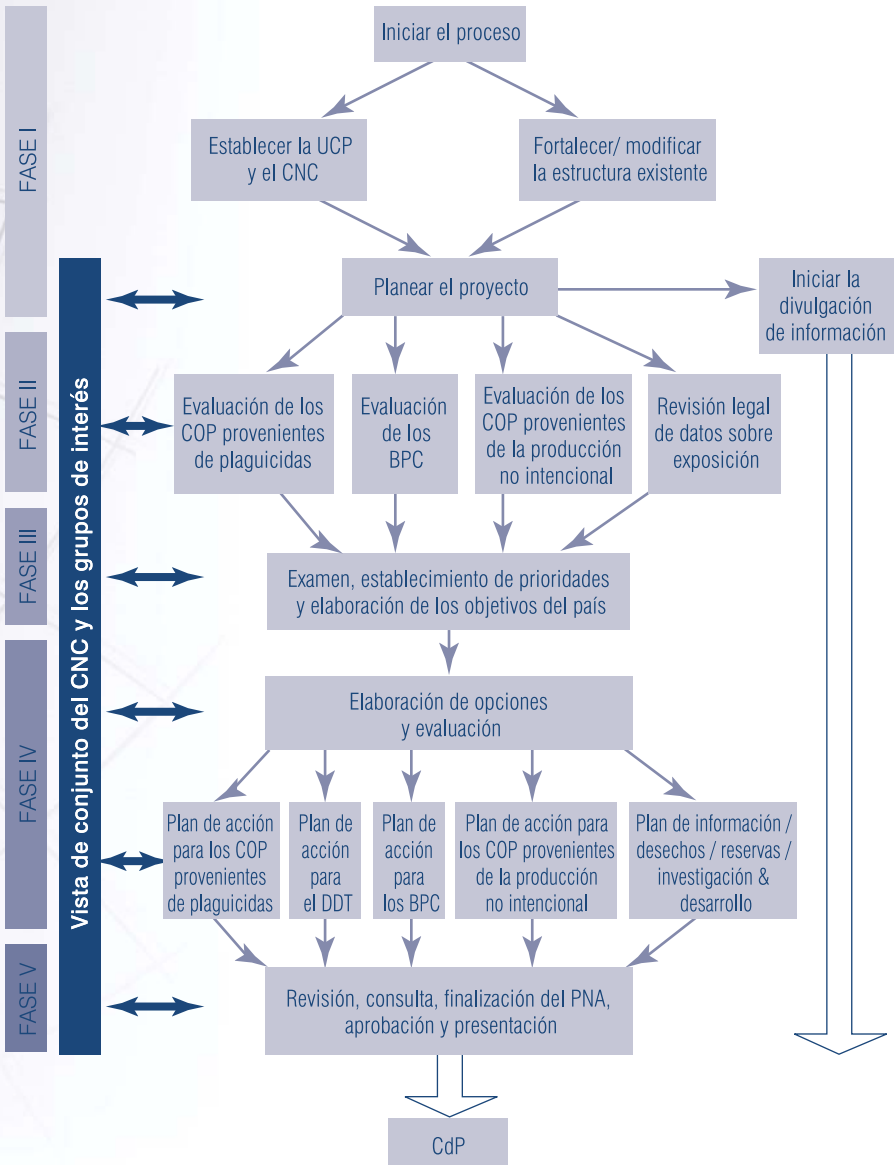 Iniciar el proceso
FASE I
Establecer la UCP
y el CNC
Fortalecer/ modificar
la estructura existente
Vista de conjunto del CNC y los grupos de interés
Planear el proyecto
Iniciar la
divulgación
de información
FASE II
Evaluación de los
COP provenientes
de plaguicidas
Evaluación
de los
BPC
Evaluación de los
COP provenientes
de la producción
no intencional
Revisión legal
de datos sobre
exposición
FASE III
Examen, establecimiento de prioridades
y elaboración de los objetivos del país
FASE IV
Elaboración de opciones
y evaluación
Plan de acción
para los COP
provenientes
de plaguicidas
Plan de
acción
para
el DDT
Plan de
acción
para
los BPC
Plan de acción para
los COP provenientes
de la producción
no intencional
Plan de información /
desechos / reservas /
investigación &
desarrollo
FASE V
Revisión, consulta, finalización del PNA,
aprobación y presentación
CdP